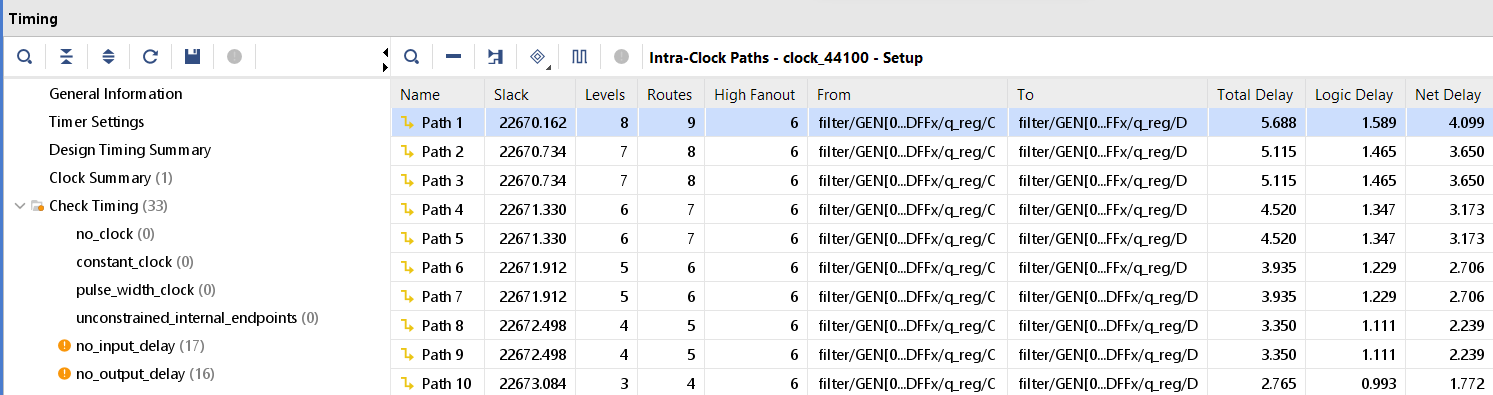 Timing
Intra-Clock Paths - clock_44100 - Setup
General Information
Timer Settings
Design Timing Summary
Clock Summary (1)
Check Timing (33)
no_clock (0)
constant_clock (0)
pulse_width_clock (0)
unconstrained_internal_endpoints (0)
no_input_delay (17)
no_output_delay (16)
Name Slack Levels Routes High Fanout From To Total Delay Logic Delay Net Delay
Path 1 22670.162 8 9 6 filter/GEN[0...DFFx/q_reg/C filter/GEN[0...FFx/q_reg/D 5.688 1.589 4.099
Path 2 22670.734 7 8 6 filter/GEN[0...DFFx/q_reg/C filter/GEN[0...FFx/q_reg/D 5.115 1.465 3.650
Path 3 22670.734 7 8 6 filter/GEN[0...DFFx/q_reg/C filter/GEN[0...FFx/q_reg/D 5.115 1.465 3.650
Path 4 22671.330 6 7 6 filter/GEN[0...DFFx/q_reg/C filter/GEN[0...FFx/q_reg/D 4.520 1.347 3.173
Path 5 22671.330 6 7 6 filter/GEN[0...DFFx/q_reg/C filter/GEN[0...FFx/q_reg/D 4.520 1.347 3.173
Path 6 22671.912 5 6 6 filter/GEN[0...DFFx/q_reg/C filter/GEN[0...FFx/q_reg/D 3.935 1.229 2.706
Path 7 22671.912 5 6 6 filter/GEN[0...DFFx/q_reg/C filter/GEN[0...DFFx/q_reg/D 3.935 1.229 2.706
Path 8 22672.498 4 5 6 filter/GEN[0...DFFx/q_reg/C filter/GEN[0...DFFx/q_reg/D 3.350 1.111 2.239
Path 9 22672.498 4 5 6 filter/GEN[0...DFFx/q_reg/C filter/GEN[0...DFFx/q_reg/D 3.350 1.111 2.239
Path 10 22673.084 3 4 6 filter/GEN[0...DFFx/q_reg/C filter/GEN[0...DFFx/q_reg/D 2.765 0.993 1.772